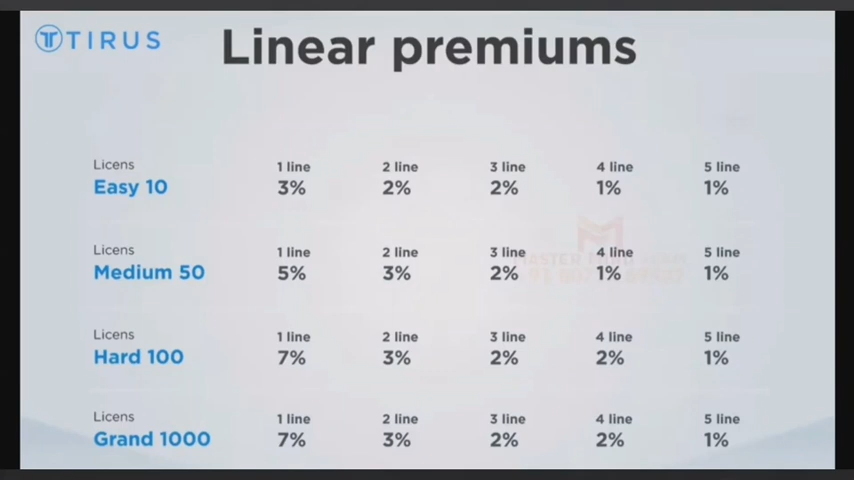 TIRUS
Linear premiums
Licens 1 line 2 line 3 line 4 line 5 line
Easy 10 3% 2% 2% 1% 1%
Licens 1 line 2 line 3 line 4 line 5 line
Medium 50 5% 3% 2% 1% 1%
Licens 1 line 2 line 3 line 4 line 5 line
Hard 100 7% 3% 2% 2% 1%
Licens 1 line 2 line 3 line 4 line 5 line
Grand 1000 7% 3% 2% 2% 1%